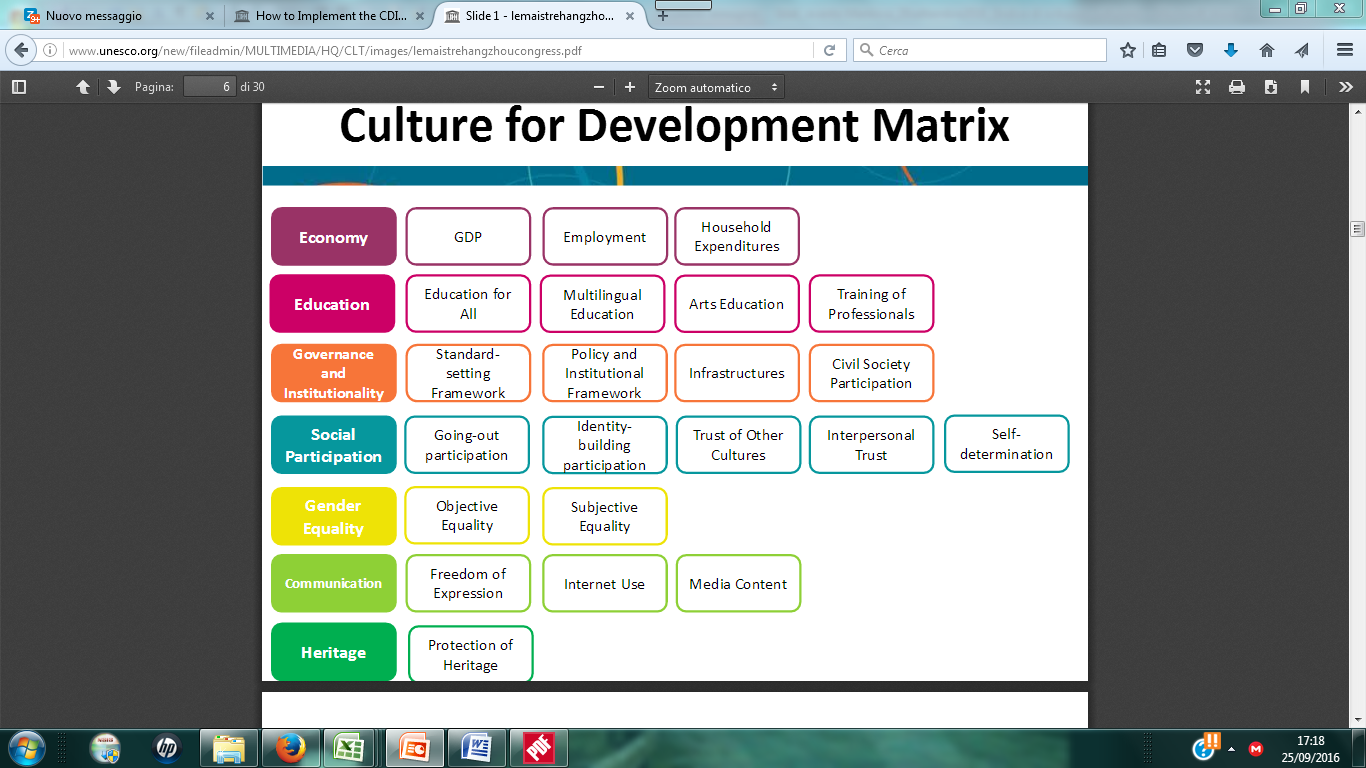 Nuovo messaggio
How to Implement the CDI...
Slide 1 - lemaistrehangzho...
www.unesco.org/new/fileadmin/MULTIMEDIA/HQ/CLT/images/lemaistrehangzhoucongress.pdf
Cerca
Pagina: 6 di 30
Zoom automatico
Culture for Development Matrix
Economy
GDP
Employment
Household
Expenditures
Education
Education for
All
Multilingual
Education
Arts Education
Training of
Professionals
Governance
and
Institutionality
Standard-
setting
Framework
Policy and
Institutional
Framework
Infrastructures
Civil Society
Participation
Social
Participation
Going-out
participation
Identity-
building
participation
Trust of Other
Cultures
Interpersonal
Trust
Self-
determination
Gender
Equality
Objective
Equality
Subjective
Equality
Communication
Freedom of
Expression
Internet Use
Media Content
Heritage
Protection of
Heritage
hp
PDF
17:18
25/09/2016